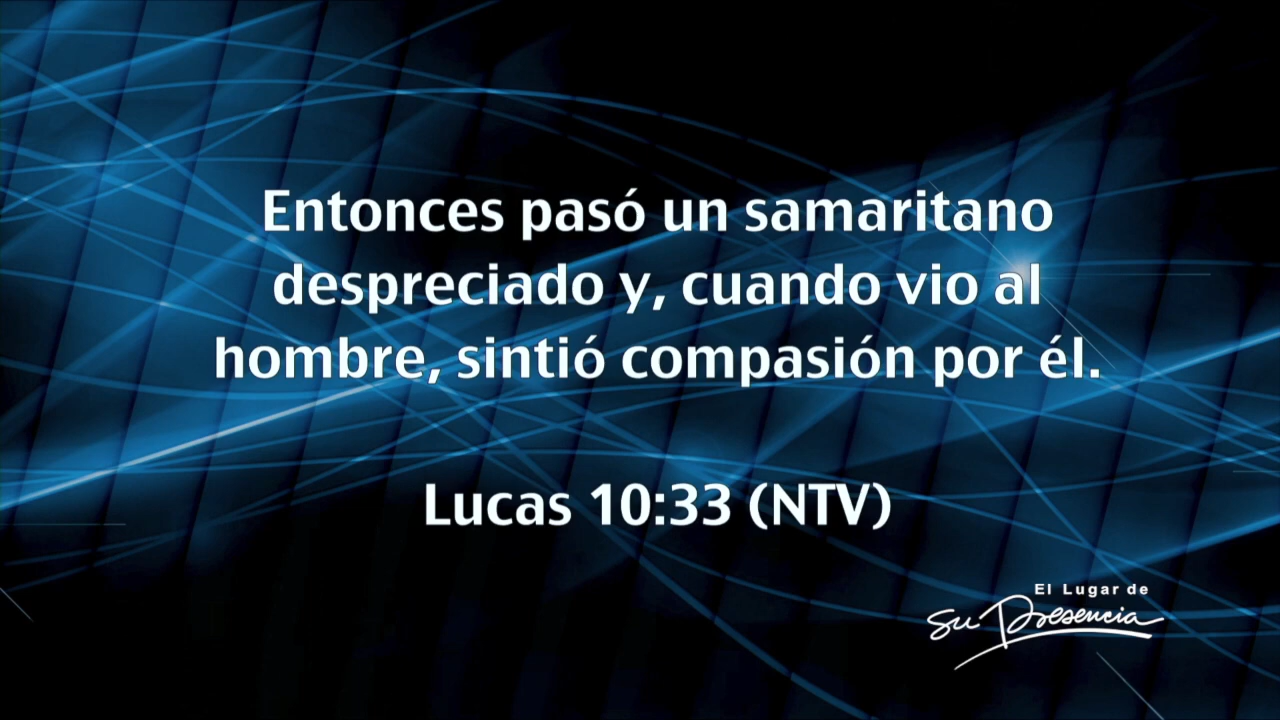 Entonces pasó un samaritano
despreciado y, cuando vio al
hombre, sintió compasión por él.
Lucas 10:33 (NTV)
El Lugar de
Su Presencia